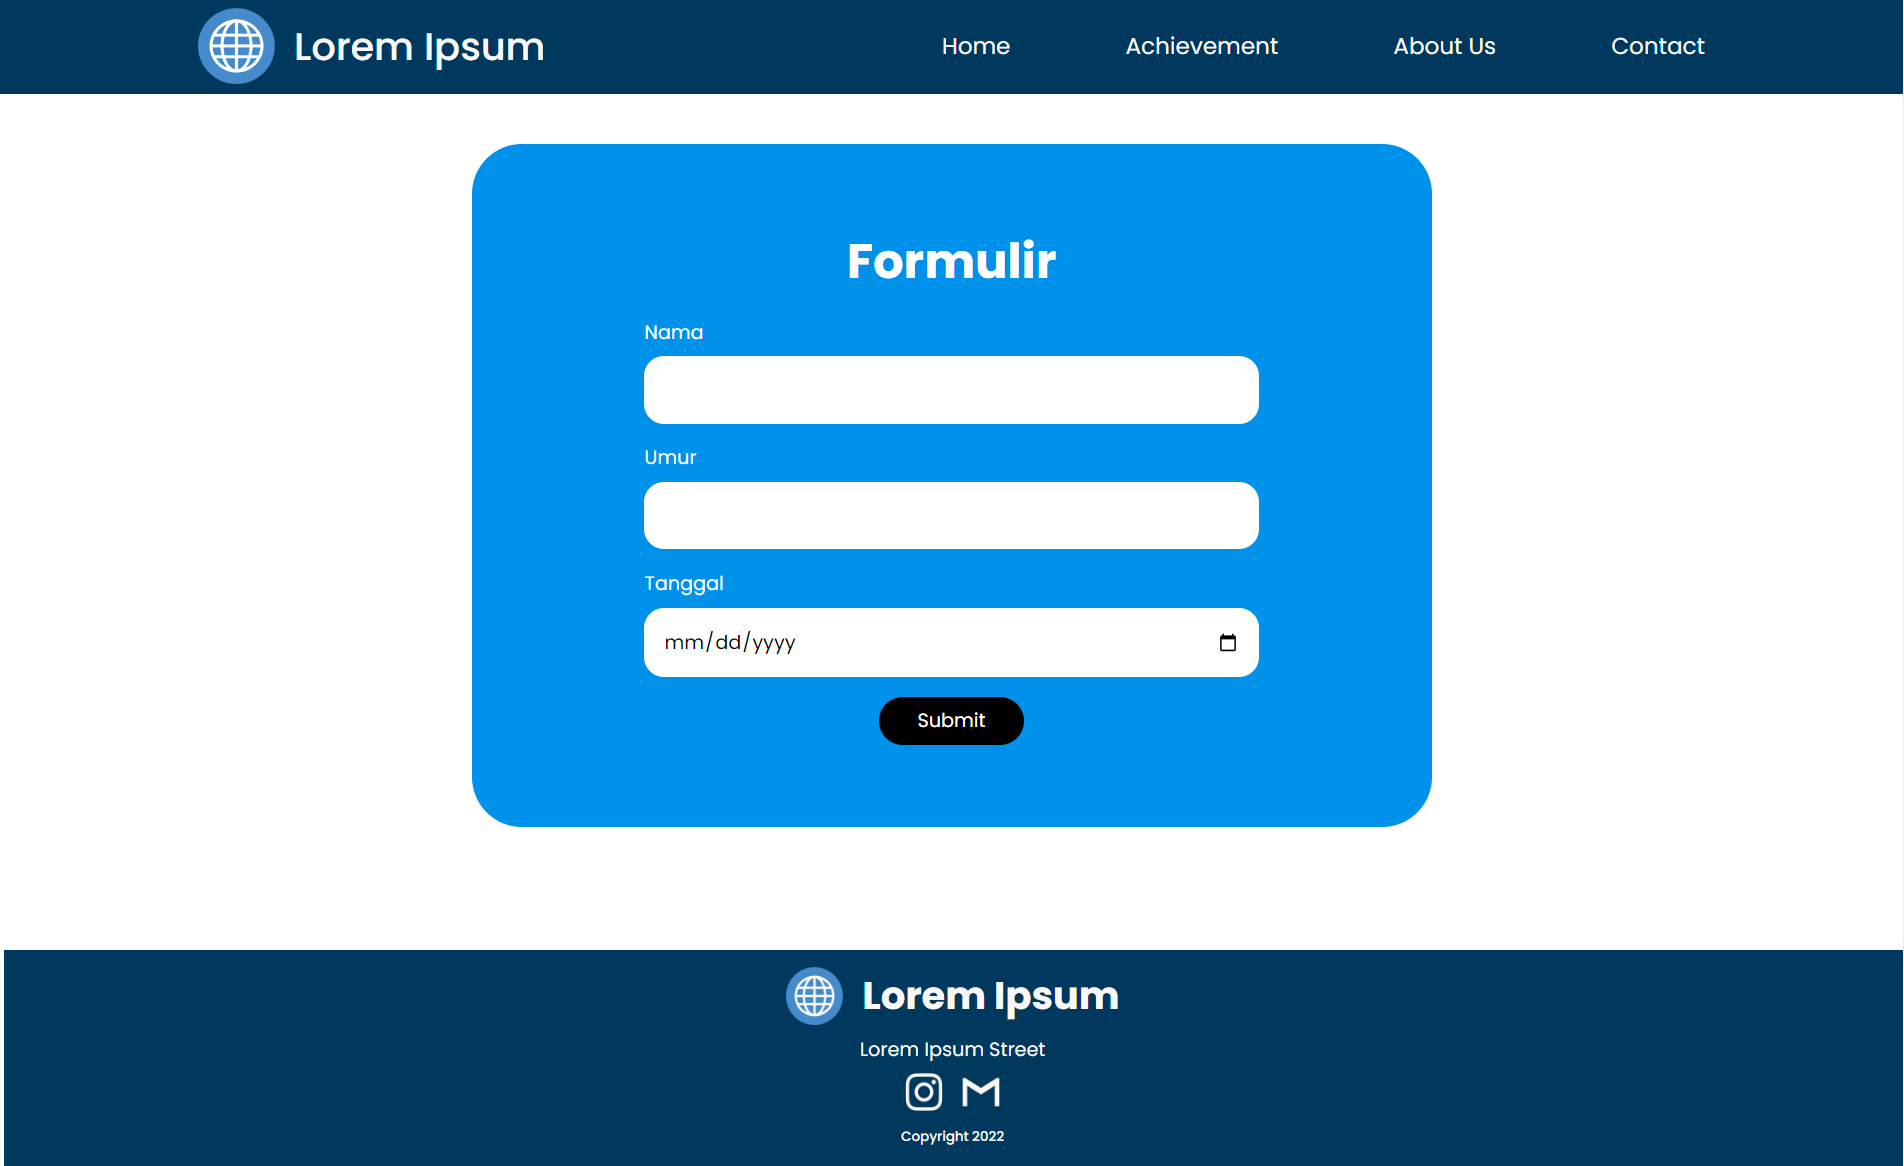 Lorem Ipsum Home Achievement About Us Contact
Formulir
Nama
Umur
Tanggal
mm/dd/yyyy
Submit
Lorem Ipsum
Lorem Ipsum Street
Copyright 2022